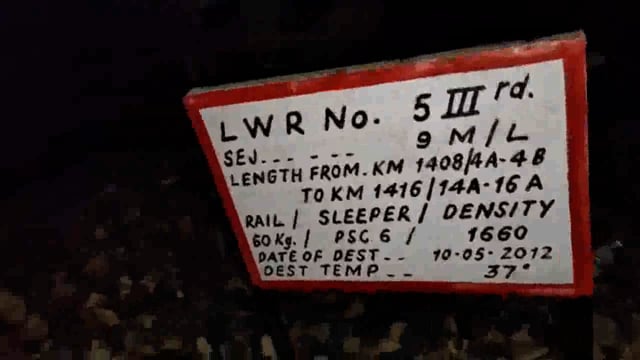 LWR No. 5 III rd.
SEJ... - -- 9 M/L
LENGTH FROM. KM 1408/4A-4B
TO KM 1416/14A-16A
RAIL / SLEEPER / DENSITY
60 Kg. / PSC 6 / 1660
DATE OF DEST-- 10-05-2012
DEST TEMP -- 37°